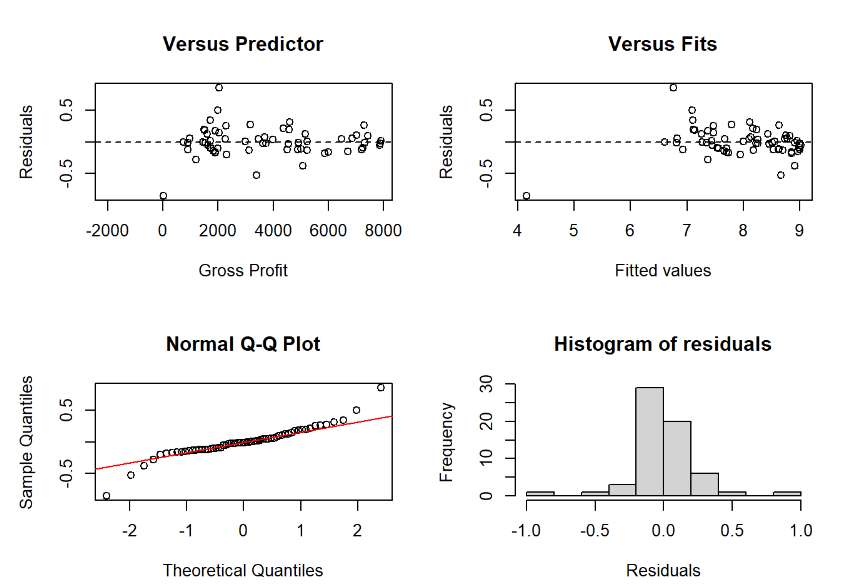 Versus Predictor
Residuals
-0.5 0.5
-2000 0 2000 4000 6000 8000
Gross Profit
Versus Fits
Residuals
-0.5 0.5
4 5 6 7 8 9
Fitted values
Normal Q-Q Plot
Sample Quantiles
-0.5 0.5
-2 -1 0 1 2
Theoretical Quantiles
Histogram of residuals
Frequency
0 10 20 30
-1.0 -0.5 0.0 0.5 1.0
Residuals